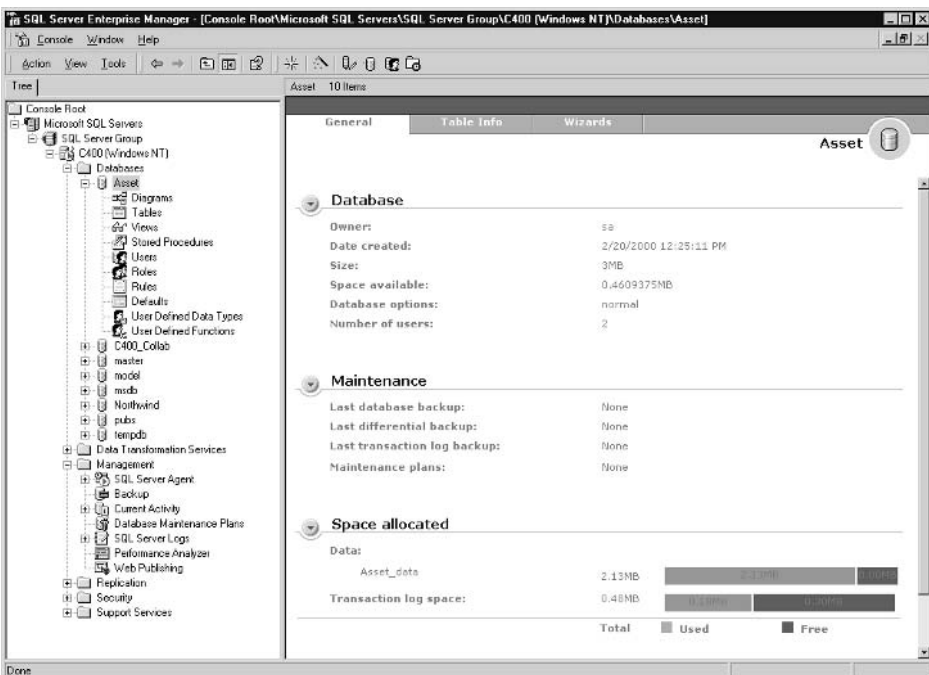 SQL Server Enterprise Manager - [Console Root\Microsoft SQL Servers\SQL Server Group\C400 (Windows NT)\Databases\Asset]
Console Window Help
Action View Tools
Tree
Asset 10 Items
Console Root
Microsoft SQL Servers
SQL Server Group
C400 (Windows NT)
Databases
Asset
Diagrams
Tables
Views
Stored Procedures
Users
Roles
Rules
Defaults
User Defined Data Types
User Defined Functions
C400_Collab
master
model
msdb
Northwind
pubs
tempdb
Data Transformation Services
Management
SQL Server Agent
Backup
Current Activity
Database Maintenance Plans
SQL Server Logs
Performance Analyzer
Web Publishing
Replication
Security
Support Services
General Table Info Wizards
Asset
Database
Owner: sa
Date created: 2/20/2000 12:25:11 PM
Size: 3MB
Space available: 0.4609375MB
Database options: normal
Number of users: 2
Maintenance
Last database backup: None
Last differential backup: None
Last transaction log backup: None
Maintenance plans: None
Space allocated
Data:
Asset_data 2.13MB 2.13MB 0.00MB
Transaction log space: 0.48MB 0.30MB
Total Used Free
Done